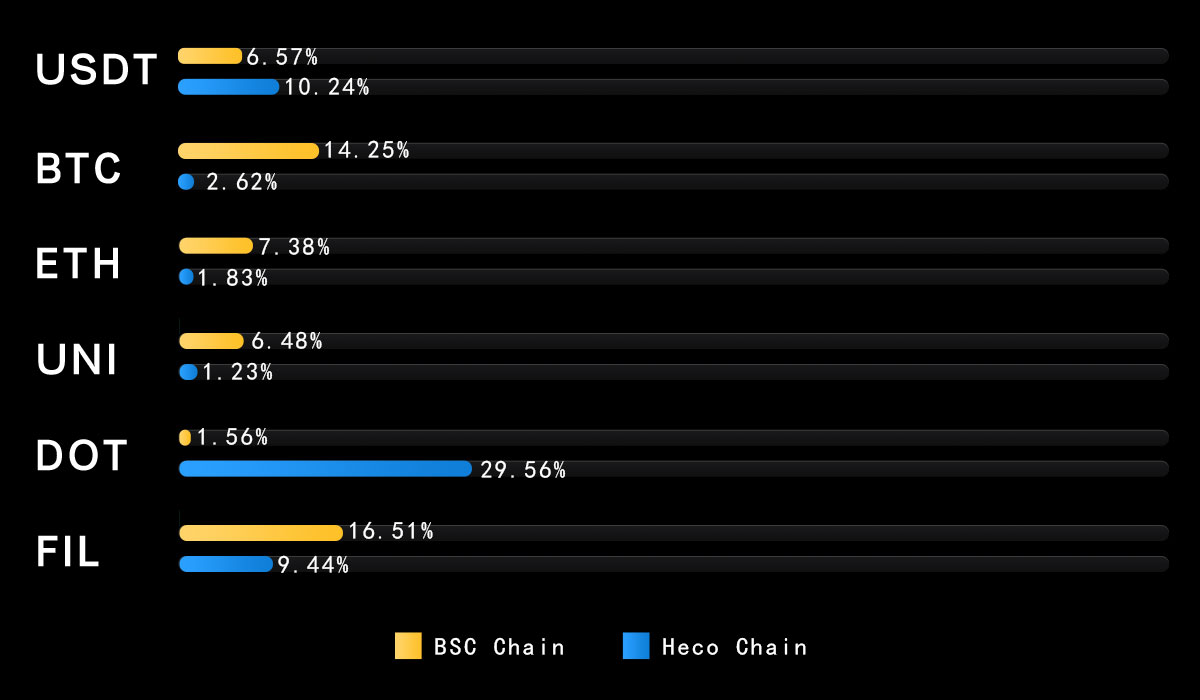 USDT
6.57%
10.24%
BTC
14.25%
2.62%
ETH
7.38%
1.83%
UNI
6.48%
1.23%
DOT
1.56%
29.56%
FIL
16.51%
9.44%
BSC Chain
Heco Chain